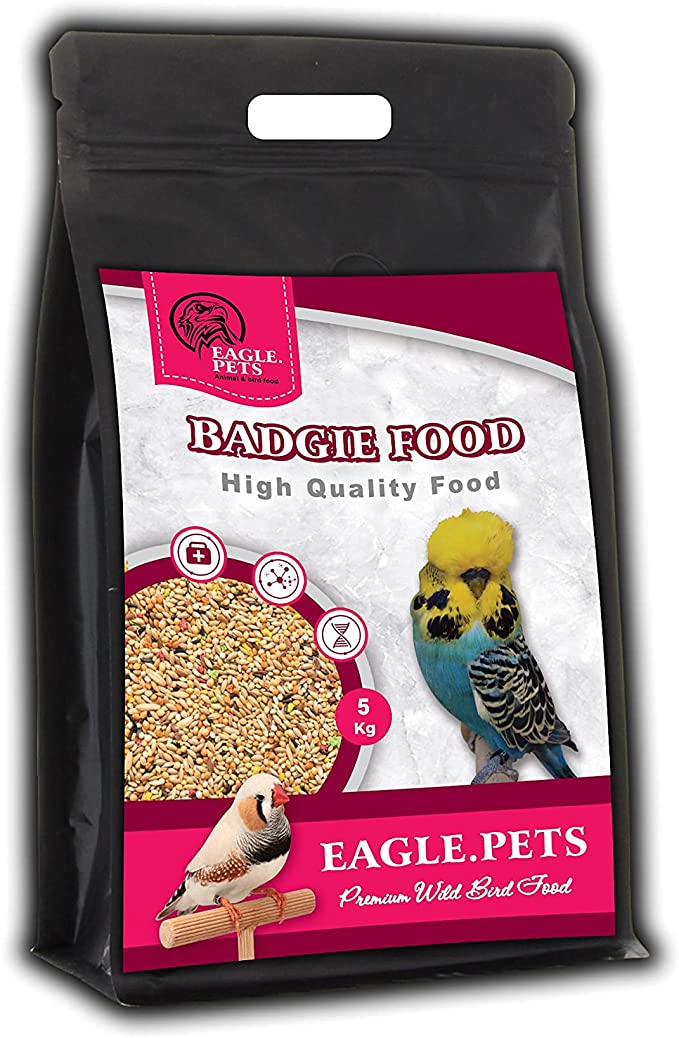 EAGLE.
PETS
Animal & bird food
BADGIE FOOD
High Quality Food
5
Kg
EAGLE.PETS
Premium Wild Bird Food